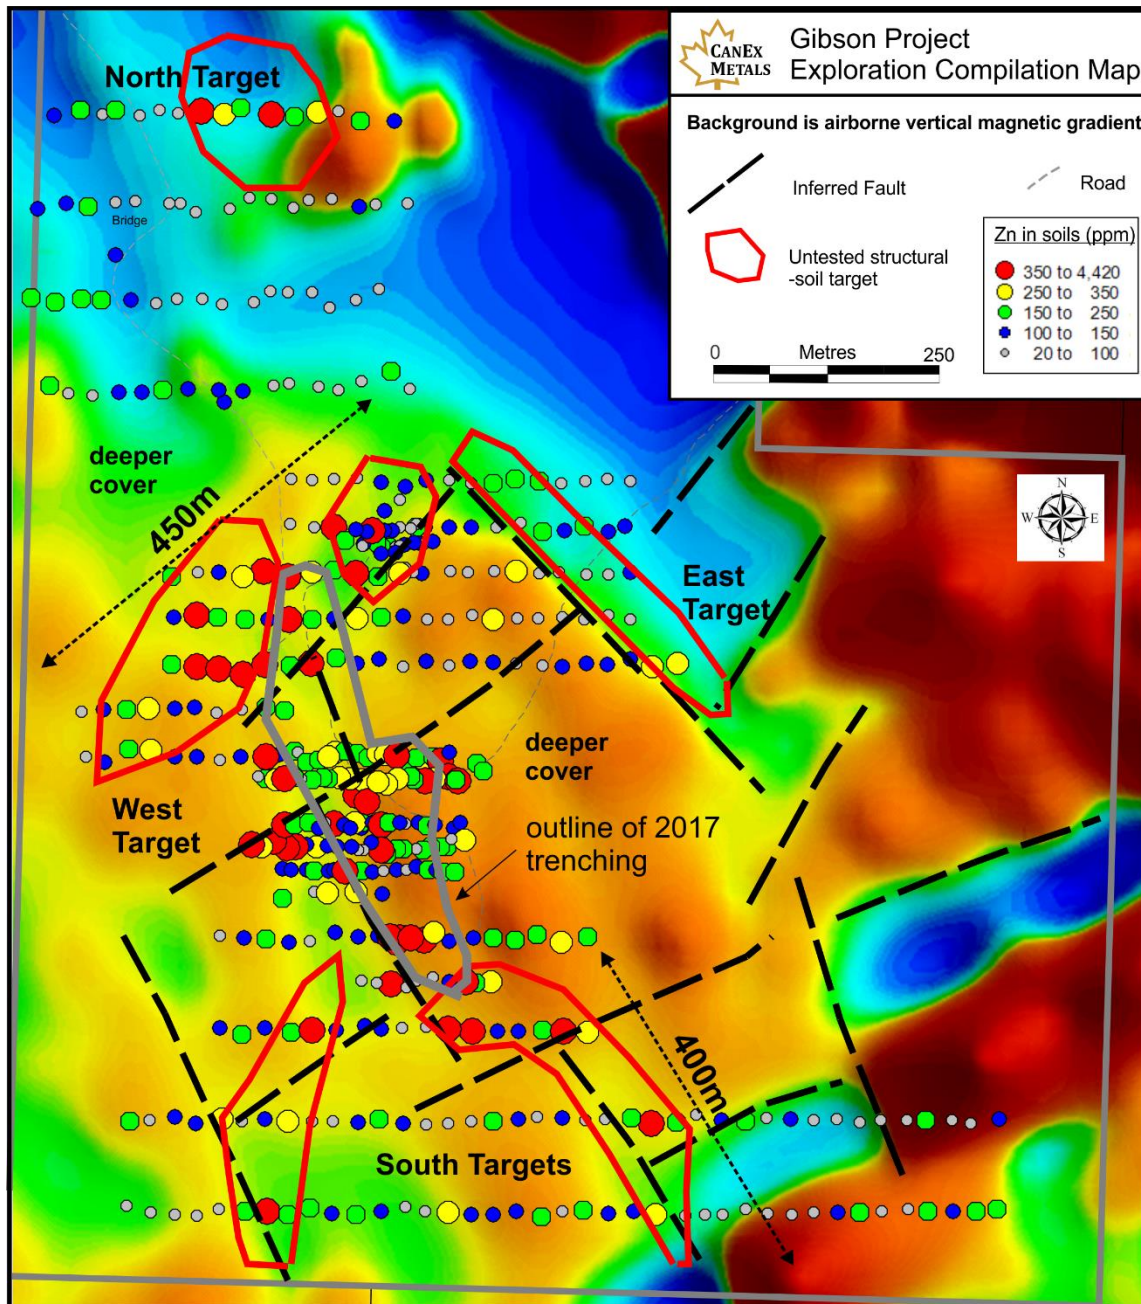 CANEX
METALS
Gibson Project
Exploration Compilation Map
Background is airborne vertical magnetic gradient
Inferred Fault
Road
Untested structural
-soil target
Zn in soils (ppm)
350 to 4,420
250 to 350
150 to 250
100 to 150
20 to 100
0 Metres 250
North Target
Bridge
deeper
cover
450m
N
W E
S
East
Target
deeper
cover
West
Target
outline of 2017
trenching
400m
South Targets